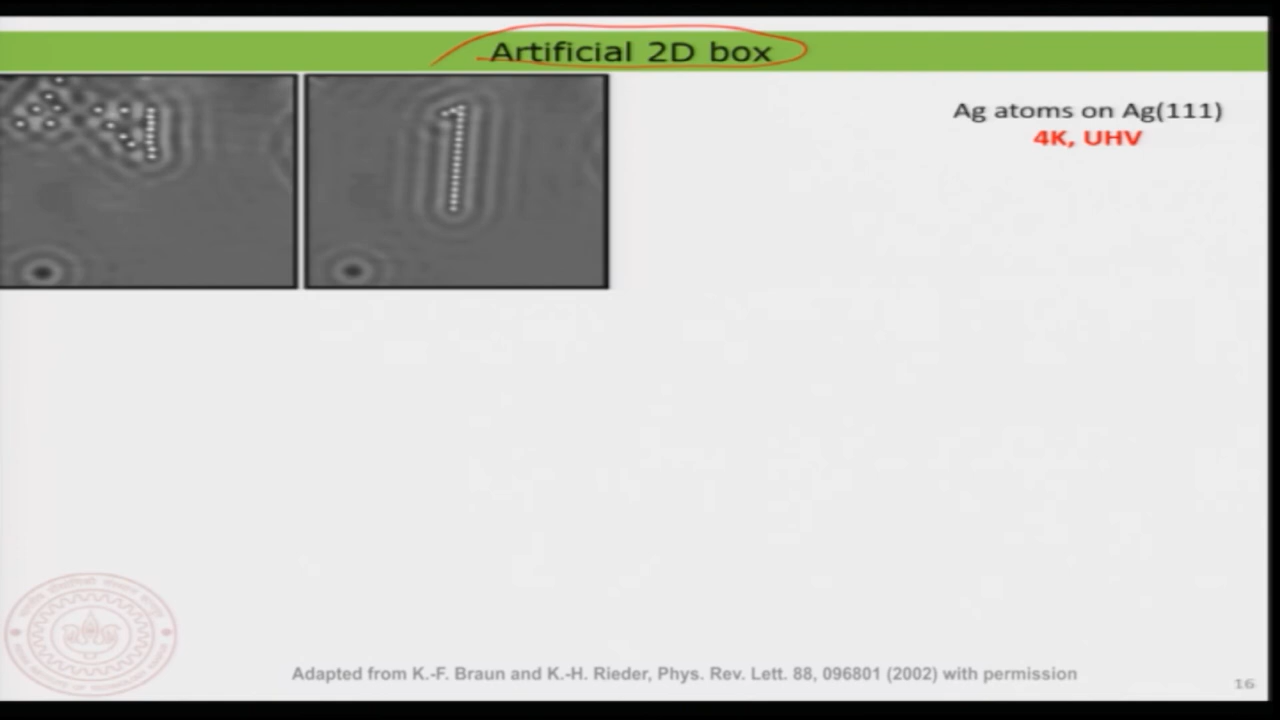 Artificial 2D box
Ag atoms on Ag(111)
4K, UHV
Adapted from K.-F. Braun and K.-H. Rieder, Phys. Rev. Lett. 88, 096801 (2002) with permission
16